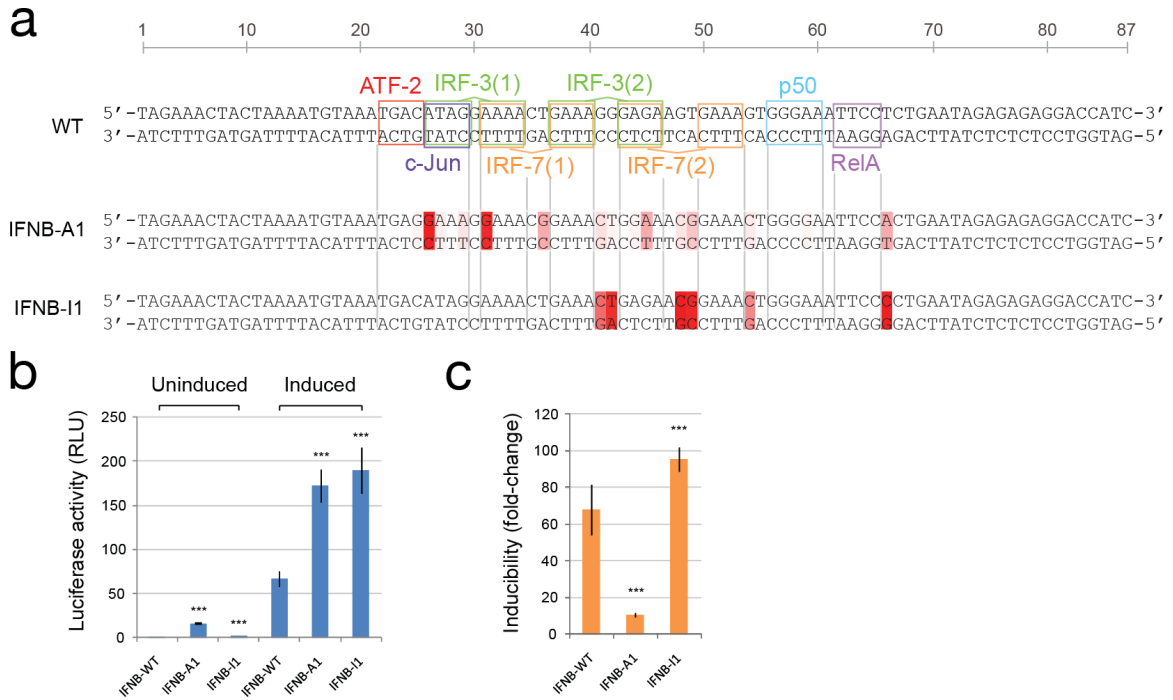 a
1 10 20 30 40 50 60 70 80 87
ATF-2 IRF-3(1) IRF-3(2) p50
5′-TAGAAACTACTAAAATGTAAATGACATAGGAAAACTGAAAGGGAGAAGTGAAAGTGGGAAATTCCTCTGAATAGAGAGAGGACCATC-3′
WT
3′-ATCTTTGATGATTTTACATTTACTGTATCCTTTTGACTTTCCCTCTTCACTTTCACCCTTTAAGGAGACTTATCTCTCTCCTGGTAG-5′
c-Jun IRF-7(1) IRF-7(2) RelA
5′-TAGAAACTACTAAAATGTAAATGAGGAAAGGAAACGGAAACTGGAAACGGAAACTGGGGAATTCCACTGAATAGAGAGAGGACCATC-3′
IFNB-A1
3′-ATCTTTGATGATTTTACATTTACTCCTTTCCTTTGCCTTTGACCTTTGCCTTTGACCCCTTAAGGTGACTTATCTCTCTCCTGGTAG-5′
5′-TAGAAACTACTAAAATGTAAATGACATAGGAAAACTGAAACTGAGAACGGAAACTGGGAAATTCCCCTGAATAGAGAGAGGACCATC-3′
IFNB-I1
3′-ATCTTTGATGATTTTACATTTACTGTATCCTTTTGACTTTGACTCTTGCCTTTGACCCTTTAAGGGGACTTATCTCTCTCCTGGTAG-5′
b
Uninduced Induced
Luciferase activity (RLU)
250
200
150
100
50
0
*** *** *** ***
IFNB-WT IFNB-A1 IFNB-I1 IFNB-WT IFNB-A1 IFNB-I1
c
Inducibility (fold-change)
120
100
80
60
40
20
0
*** ***
IFNB-WT IFNB-A1 IFNB-I1